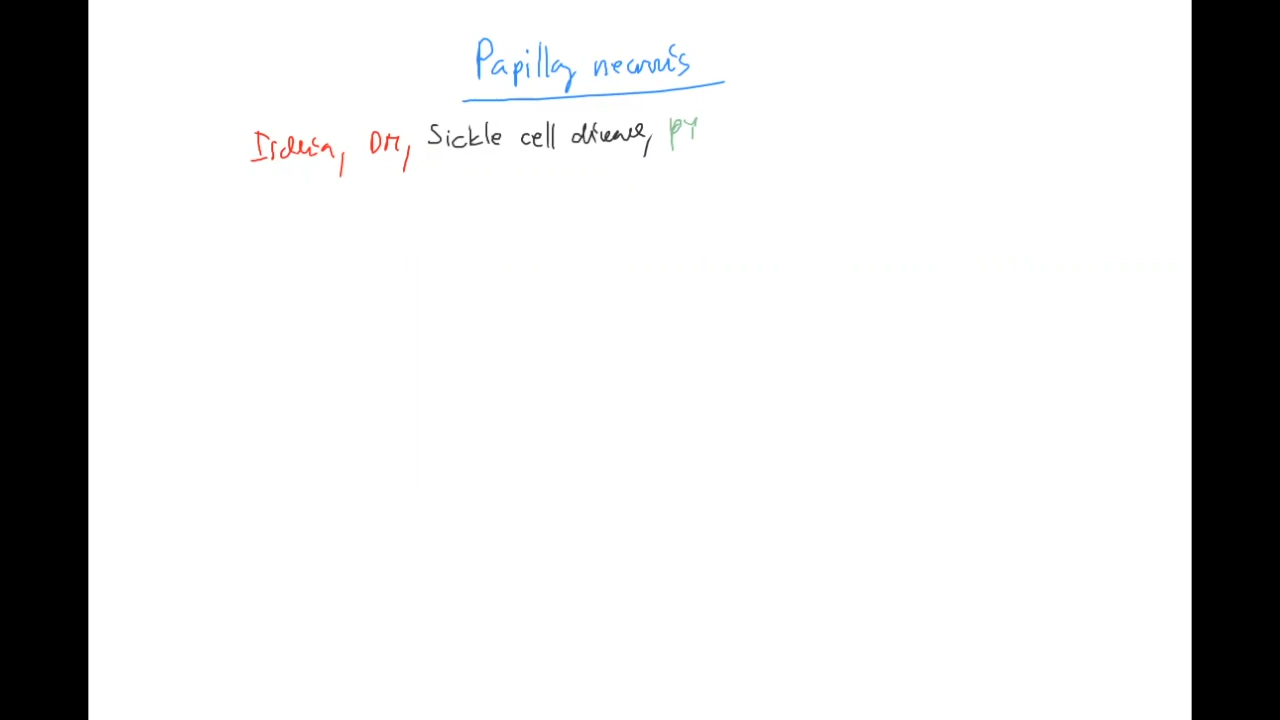 Papillary necrosis
Ischemia, DM, Sickle cell disease, PY